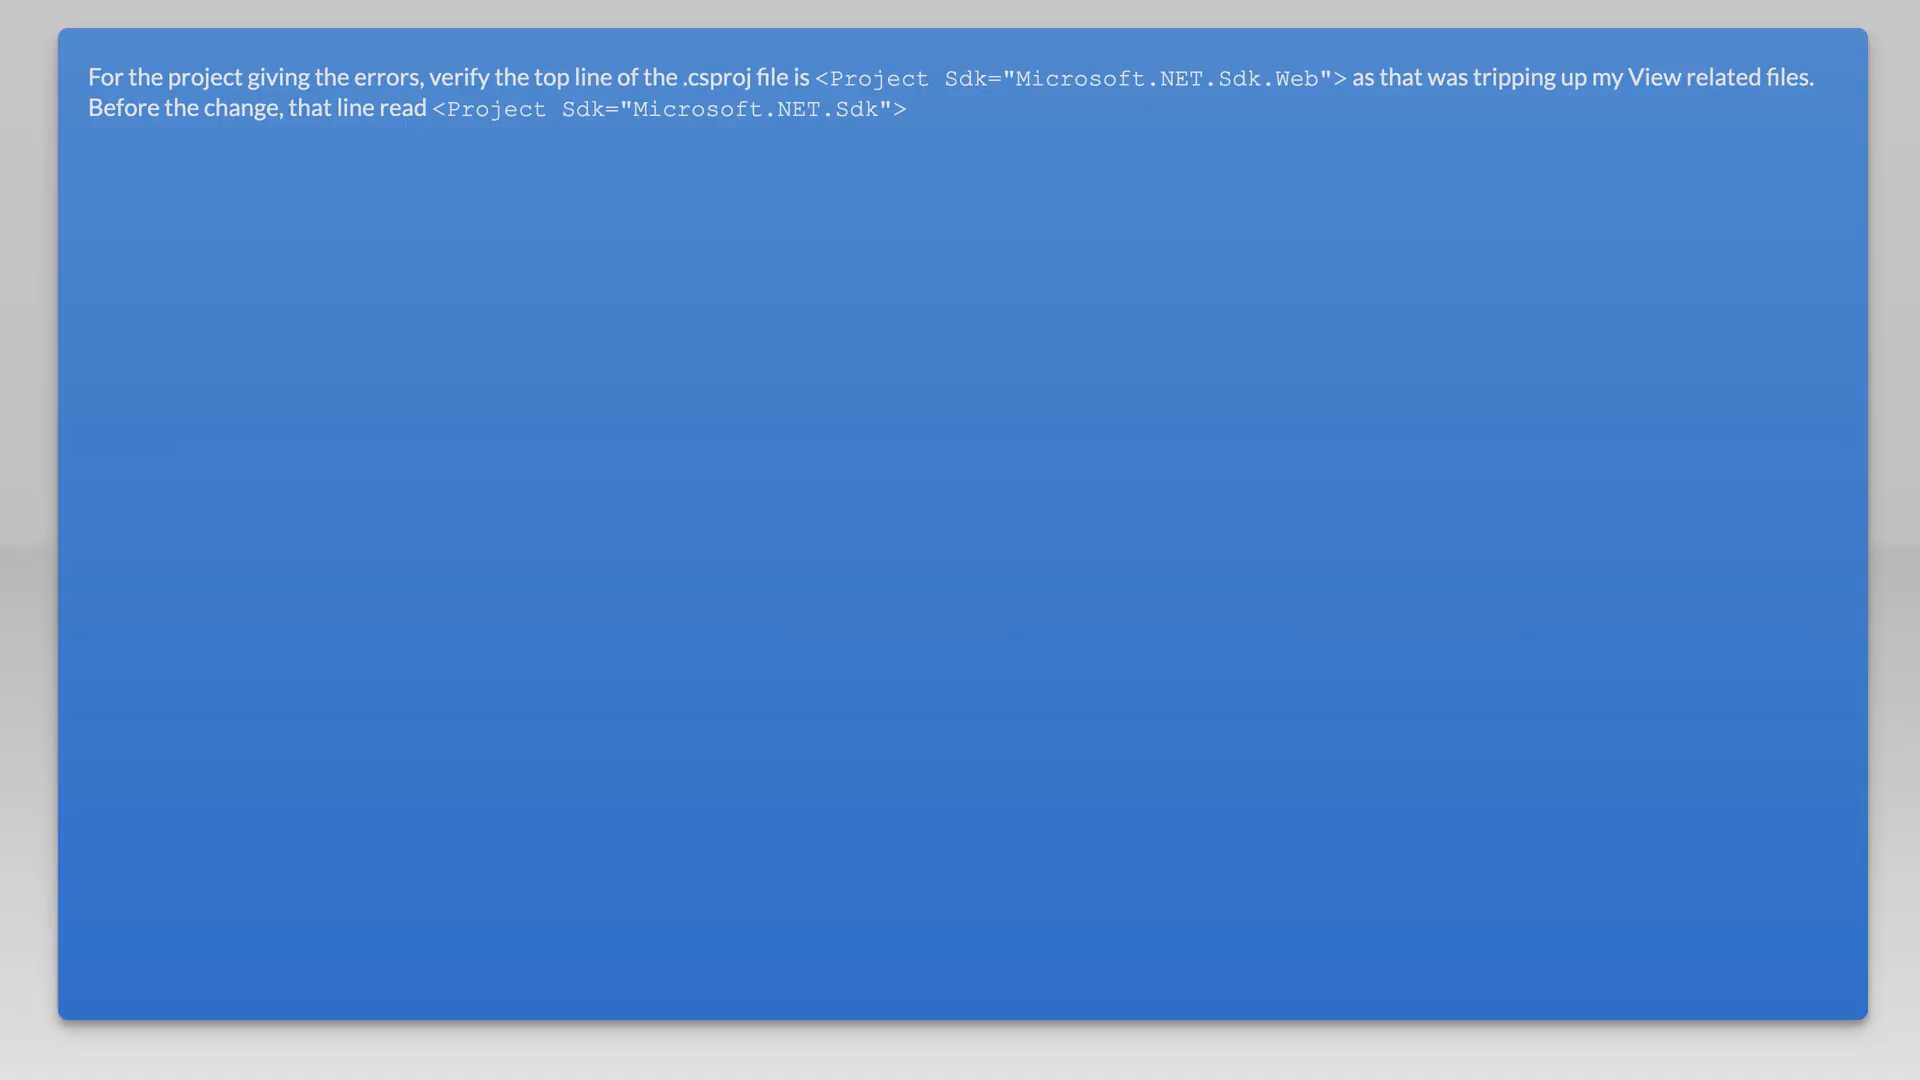 For the project giving the errors, verify the top line of the .csproj file is <Project Sdk="Microsoft.NET.Sdk.Web"> as that was tripping up my View related files.
Before the change, that line read <Project Sdk="Microsoft.NET.Sdk">